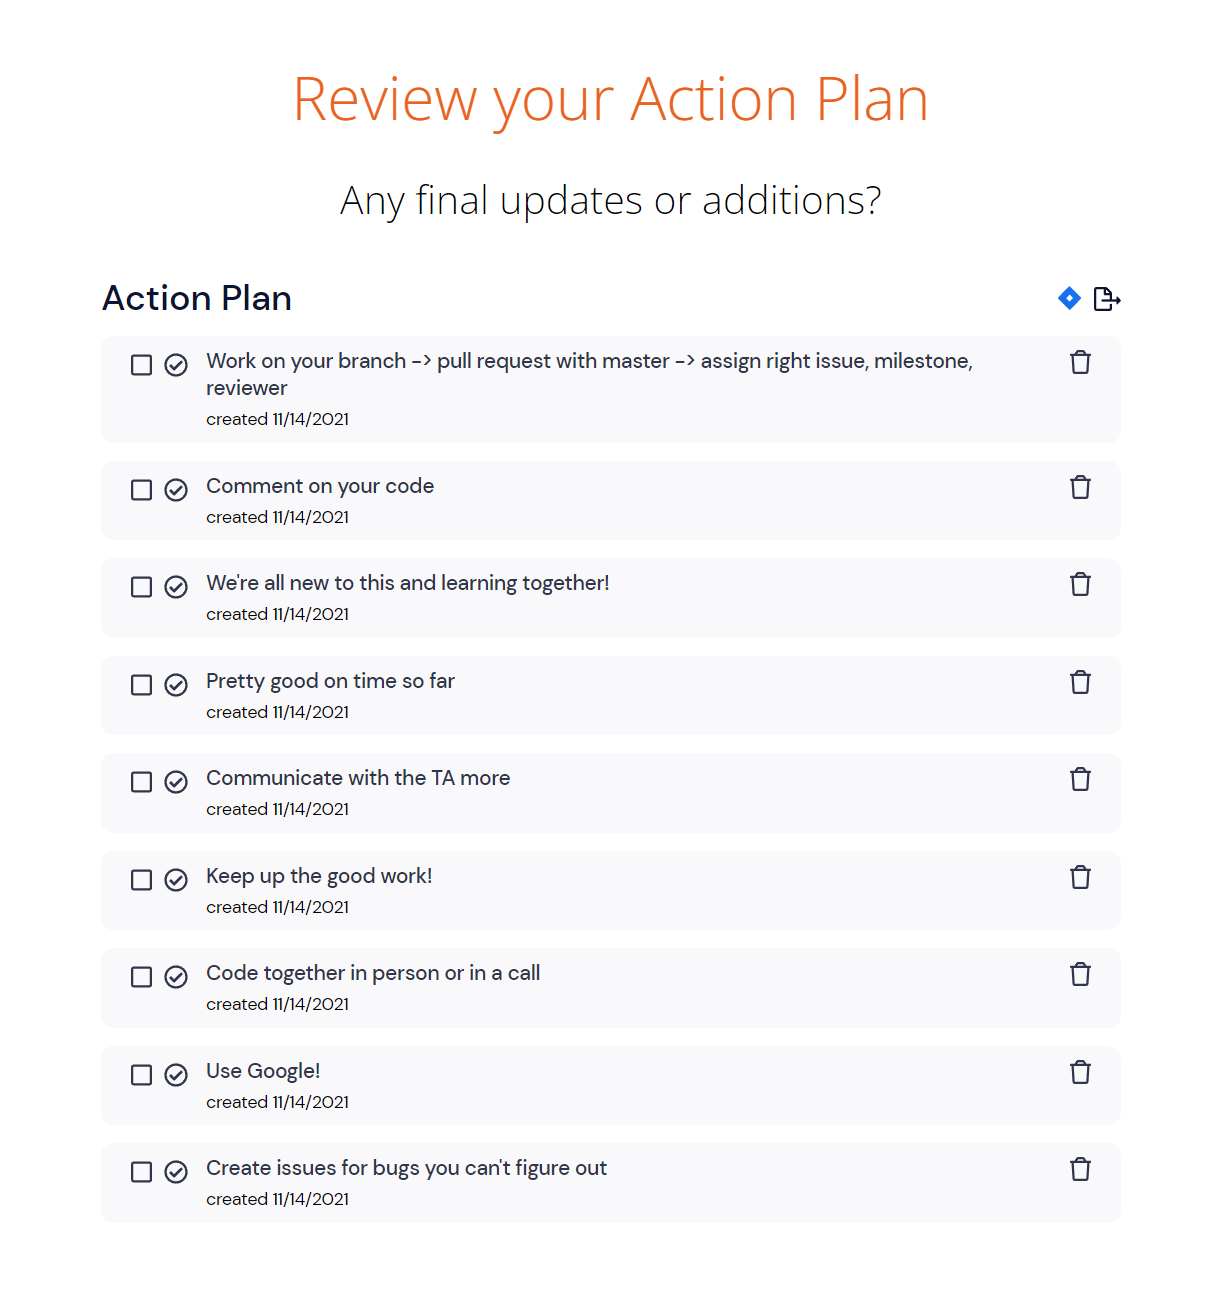 Review your Action Plan
Any final updates or additions?
Action Plan
Work on your branch -> pull request with master -> assign right issue, milestone,
reviewer
created 11/14/2021
Comment on your code
created 11/14/2021
We're all new to this and learning together!
created 11/14/2021
Pretty good on time so far
created 11/14/2021
Communicate with the TA more
created 11/14/2021
Keep up the good work!
created 11/14/2021
Code together in person or in a call
created 11/14/2021
Use Google!
created 11/14/2021
Create issues for bugs you can't figure out
created 11/14/2021